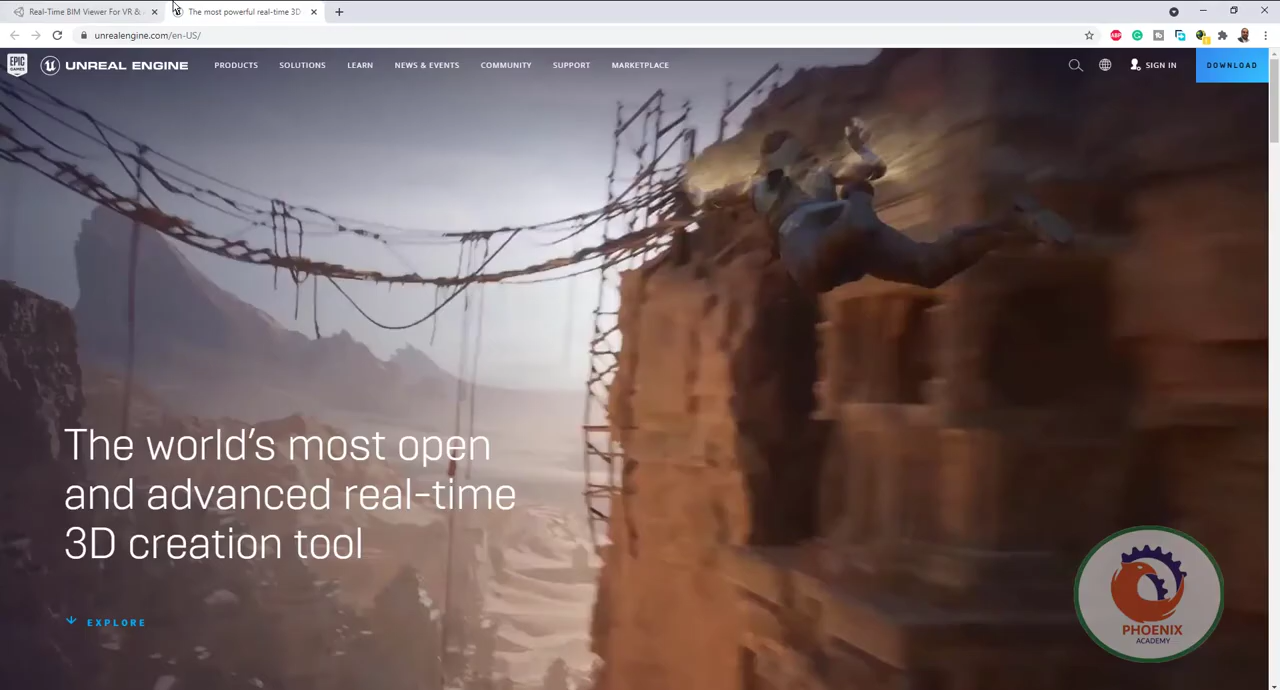 Real-Time BIM Viewer For VR &
The most powerful real-time 3D
unrealengine.com/en-US/
EPIC
GAMES
UNREAL ENGINE
PRODUCTS
SOLUTIONS
LEARN
NEWS & EVENTS
COMMUNITY
SUPPORT
MARKETPLACE
SIGN IN
DOWNLOAD
The world's most open
and advanced real-time
3D creation tool
EXPLORE
PHOENIX
ACADEMY